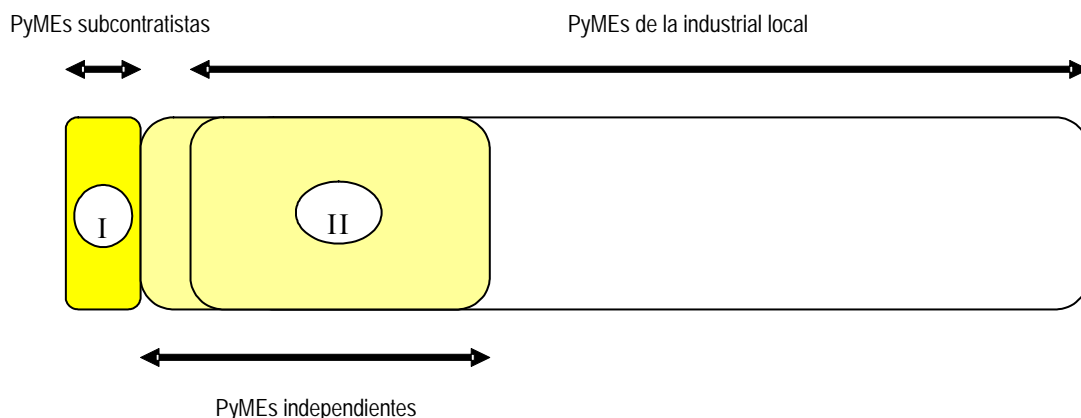 PyMEs subcontratistas
PyMEs de la industrial local
I
II
PyMEs independientes